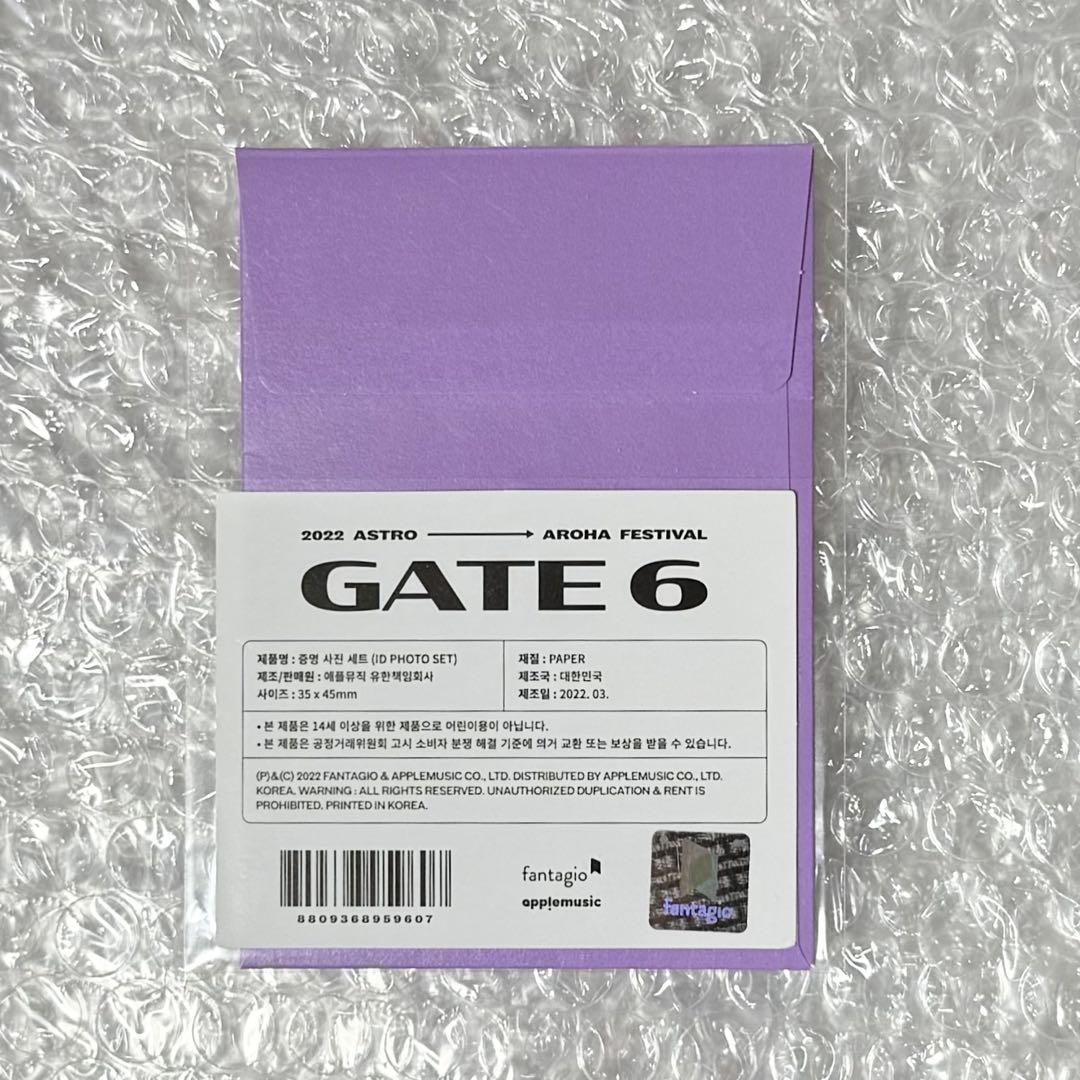 2022 ASTRO → AROHA FESTIVAL
GATE 6
제품명 : 증명 사진 세트 (ID PHOTO SET)
제조/판매원 : 애플뮤직 유한책임회사
사이즈 : 35 x 45mm
재질 : PAPER
제조국 : 대한민국
제조일 : 2022. 03.
• 본 제품은 14세 이상을 위한 제품으로 어린이용이 아닙니다.
• 본 제품은 공정거래위원회 고시 소비자 분쟁 해결 기준에 의거 교환 또는 보상을 받을 수 있습니다.
(P)&(C) 2022 FANTAGIO & APPLEMUSIC CO., LTD. DISTRIBUTED BY APPLEMUSIC CO., LTD.
KOREA. WARNING : ALL RIGHTS RESERVED. UNAUTHORIZED DUPLICATION & RENT IS
PROHIBITED. PRINTED IN KOREA.
8809368959607
fantagio
applemusic
fantagio